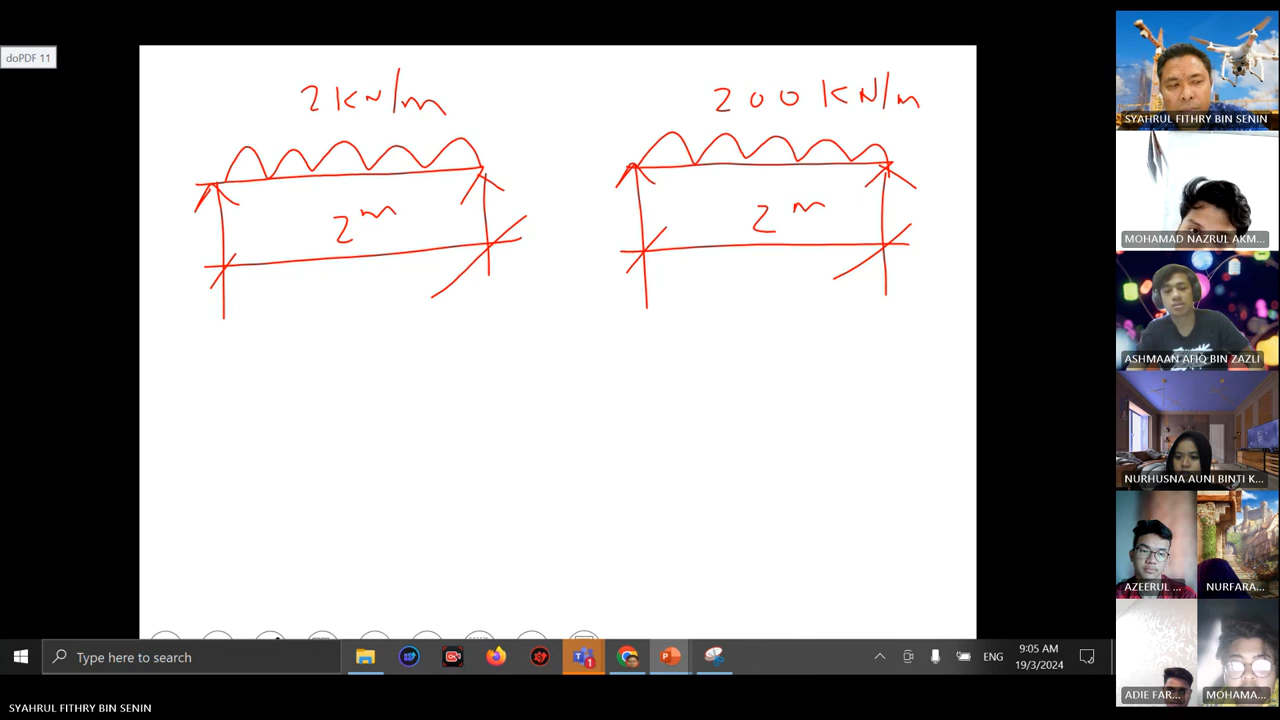 doPDF 11
2 KN/m
200 KN/m
2 m
2 m
SYAHRUL FITHRY BIN SENIN
MOHAMAD NAZRUL AKM...
ASHMAAN AFIQ BIN ZAZLI
NURHUSNA AUNI BINTI K...
AZEERUL ...
NURFARA...
ADIE FAR...
MOHAMA...
Type here to search
1
ENG
9:05 AM
19/3/2024
SYAHRUL FITHRY BIN SENIN